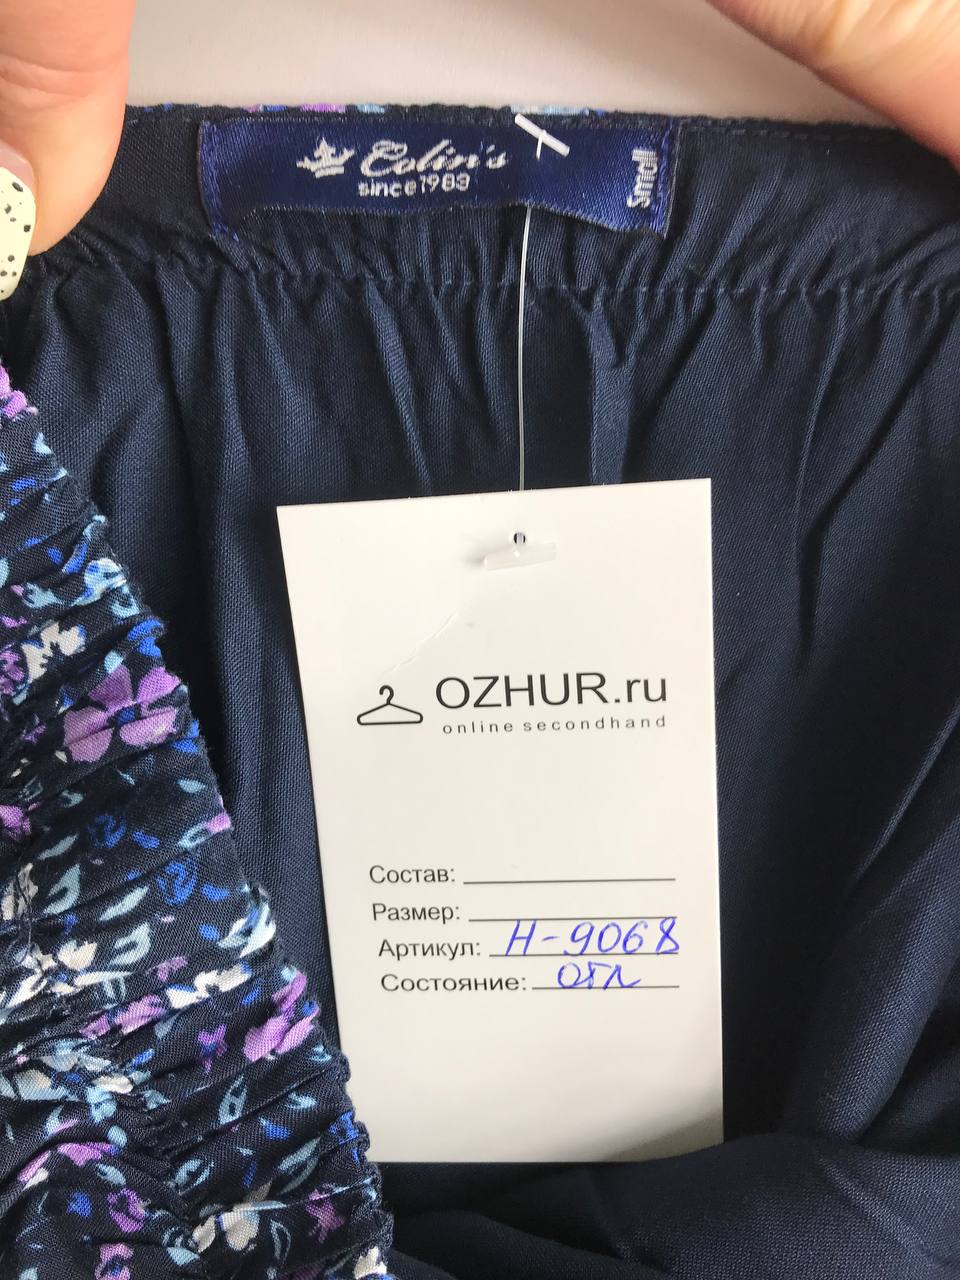 Colin's
since 1983
Small
OZHUR.ru
online secondhand
Состав:
Размер:
Артикул: Н-9068
Состояние: отл